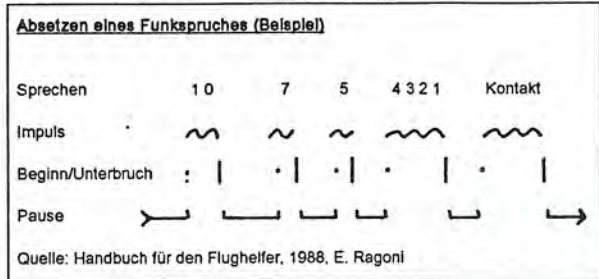 Absetzen eines Funkspruches (Beispiel)
Sprechen 1 0 7 5 4 3 2 1 Kontakt
Impuls
Beginn/Unterbruch
Pause
Quelle: Handbuch für den Flughelfer, 1988, E. Ragoni